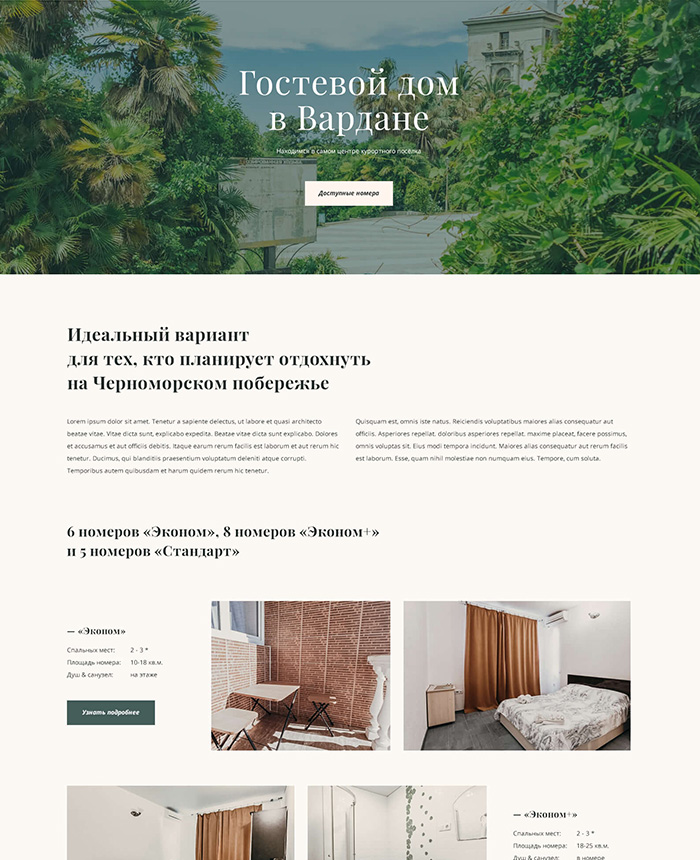 Гостевой дом
в Вардане
Находимся в самом центре курортного посёлка
Доступные номера
Идеальный вариант
для тех, кто планирует отдохнуть
на Черноморском побережье
Lorem ipsum dolor sit amet. Tenetur a sapiente delectus, ut labore et quasi architecto
beatae vitae. Vitae dicta sunt, explicabo expedita. Beatae vitae dicta sunt explicabo. Dolores
et accusamus et aut officiis debitis. Itaque earum rerum facilis est laborum et aut rerum hic
tenetur. Ducimus, qui blanditiis praesentium voluptatum deleniti atque corrupti.
Temporibus autem quibusdam et harum quidem rerum hic tenetur.
Quisquam est, omnis iste natus. Reiciendis voluptatibus maiores alias consequatur aut
officiis. Asperiores repellat. doloribus asperiores repellat. maxime placeat, facere possimus,
omnis voluptas sit. Eius modi tempora incidunt. Maiores alias consequatur aut rerum facilis
est laborum. Esse, quam nihil molestiae non numquam eius. Tempore, cum soluta.
6 номеров «Эконом», 8 номеров «Эконом+»
и 5 номеров «Стандарт»
— «Эконом»
Спальных мест: 2 - 3 *
Площадь номера: 10-18 кв.м.
Душ & санузел: на этаже
Узнать подробнее
— «Эконом+»
Спальных мест: 2 - 3 *
Площадь номера: 18-25 кв.м.
Душ & санузел: в номере